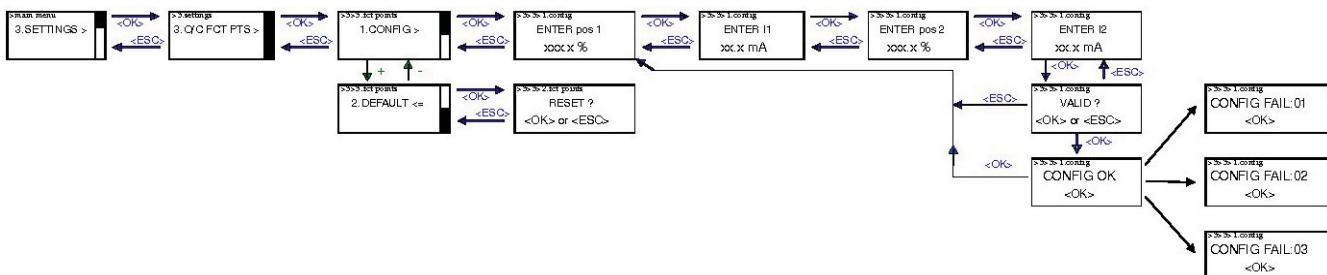 >main menu
3.SETTINGS >
<OK>
<ESC>
>3.settings
3.C/C FCT PTS >
<OK>
<ESC>
>3>3.fct points
1.CONFIG >
<OK>
<ESC>
>3>3>1.config
ENTER pos 1
xxx.x %
<OK>
<ESC>
>3>3>1.config
ENTER I1
xx.x mA
<OK>
<ESC>
>3>3>1.config
ENTER pos 2
xxx.x %
<OK>
<ESC>
>3>3>1.config
ENTER I2
xx.x mA
+
-
<OK>
<ESC>
>3>3.fct points
2.DEFAULT <=
<OK>
<ESC>
>3>3>2.fct points
RESET ?
<OK> or <ESC>
<ESC>
>3>3>1.config
VALID ?
<OK> or <ESC>
<OK>
>3>3>1.config
CONFIG FAIL:01
<OK>
<OK>
>3>3>1.config
CONFIG OK
<OK>
>3>3>1.config
CONFIG FAIL:02
<OK>
>3>3>1.config
CONFIG FAIL:03
<OK>